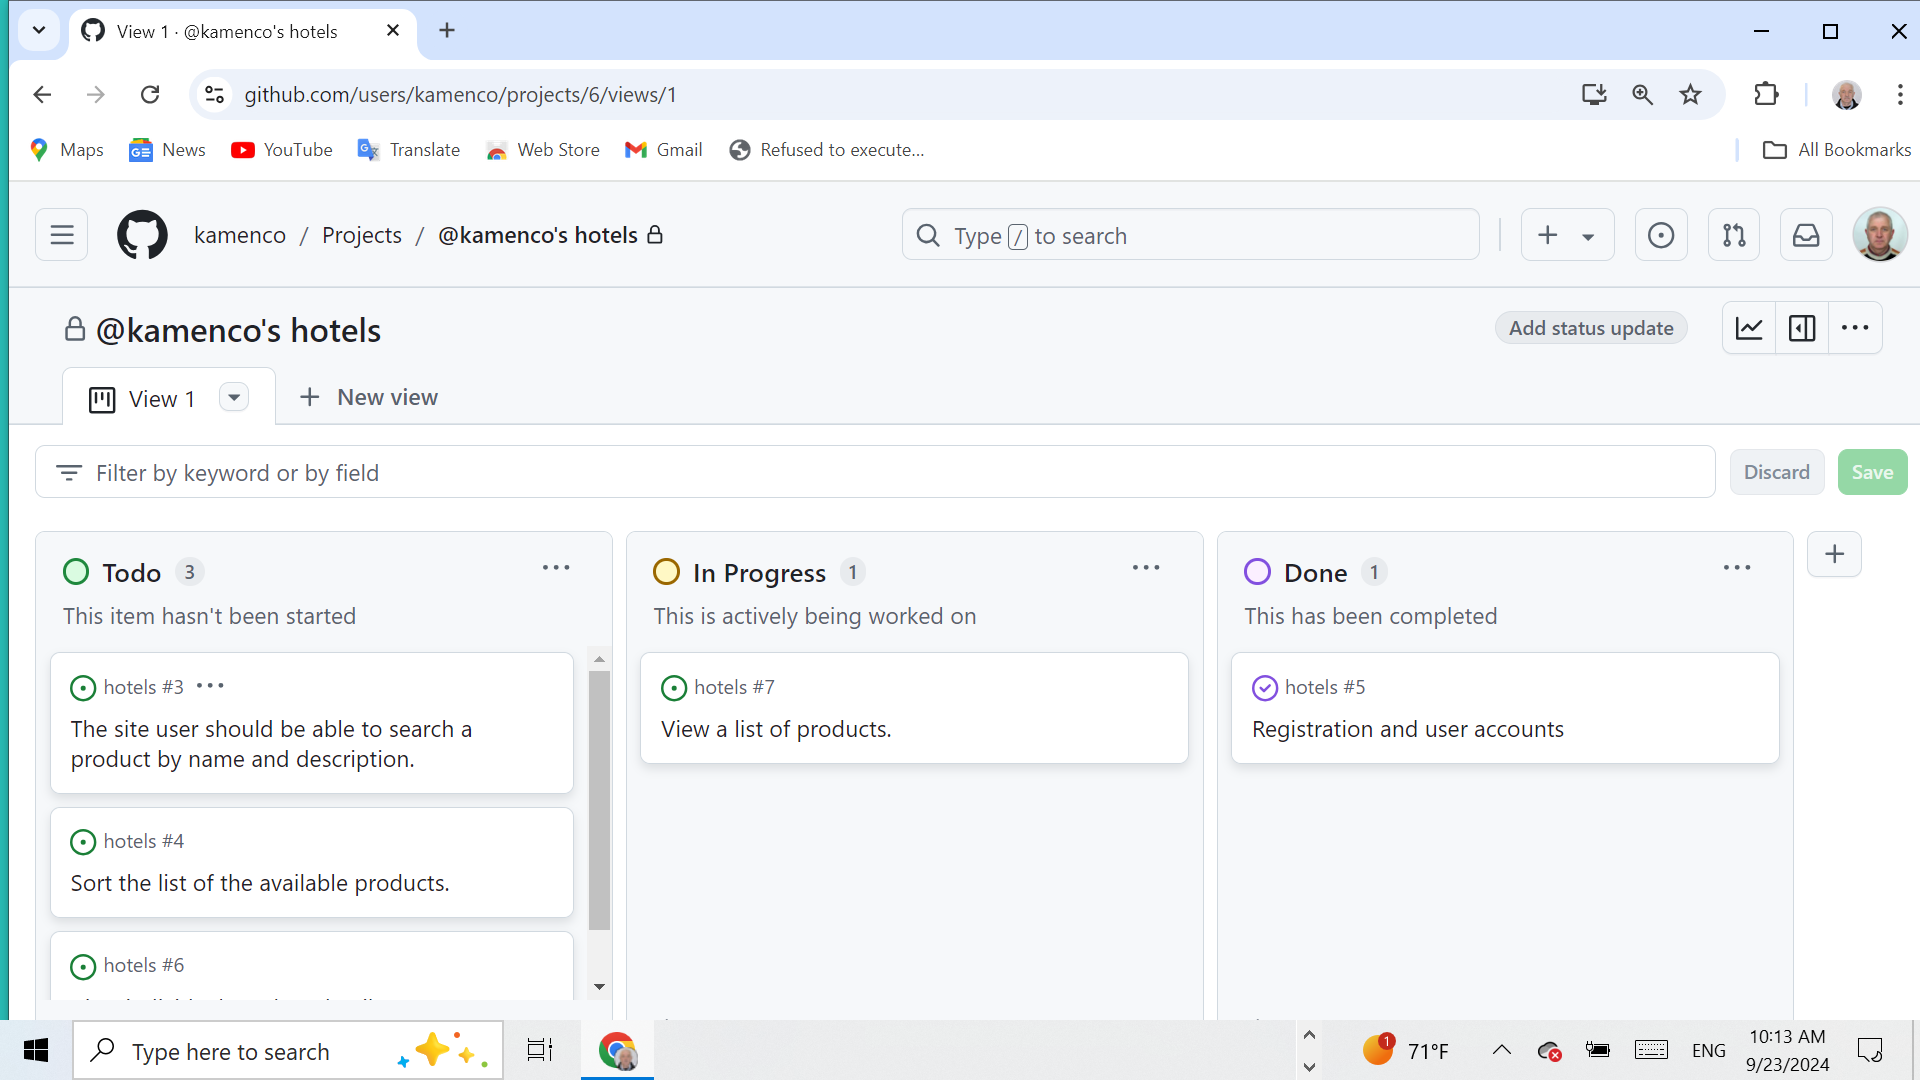 View 1 · @kamenco's hotels
github.com/users/kamenco/projects/6/views/1
Maps
News
YouTube
Translate
Web Store
Gmail
Refused to execute...
All Bookmarks
kamenco / Projects / @kamenco's hotels
Type / to search
@kamenco's hotels
Add status update
View 1
New view
Filter by keyword or by field
Discard
Save
Todo 3
This item hasn't been started
hotels #3
The site user should be able to search a
product by name and description.
hotels #4
Sort the list of the available products.
hotels #6
In Progress 1
This is actively being worked on
hotels #7
View a list of products.
Done 1
This has been completed
hotels #5
Registration and user accounts
Type here to search
1
71°F
ENG
10:13 AM
9/23/2024